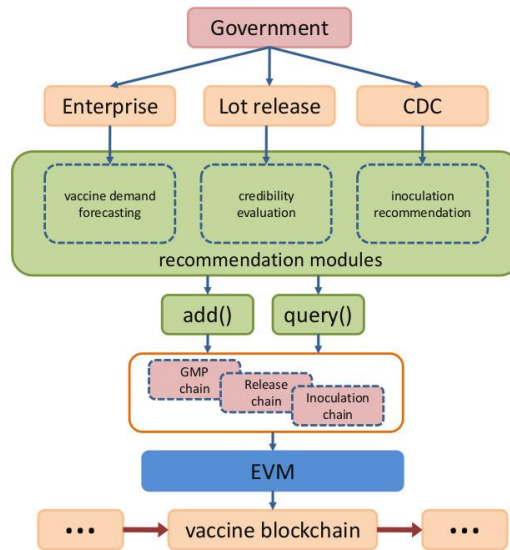 Government
Enterprise
Lot release
CDC
vaccine demand
forecasting
credibility
evaluation
inoculation
recommendation
recommendation modules
add()
query()
GMP
chain
Release
chain
Inoculation
chain
EVM
...
vaccine blockchain
...